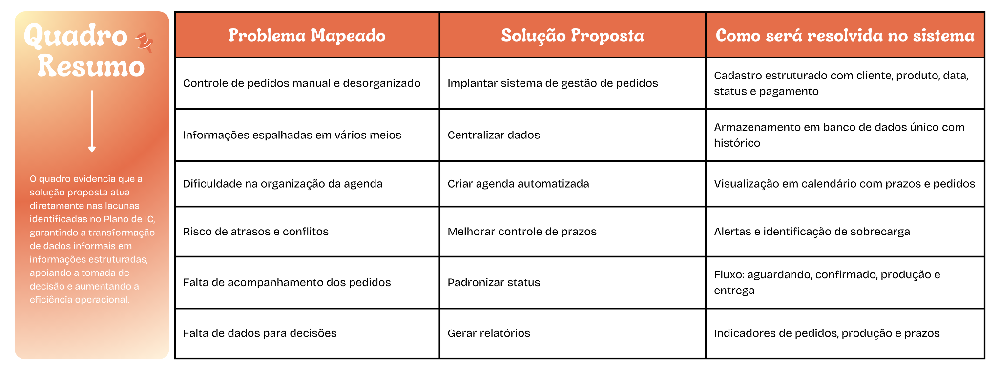 Quadro
Resumo
O quadro evidencia que a
solução proposta atua
diretamente nas lacunas
identificadas no Plano de IC,
garantindo a transformação
de dados informais em
informações estruturadas,
apoiando a tomada de
decisão e aumentando a
eficiência operacional.
Problema Mapeado
Solução Proposta
Como será resolvida no sistema
Controle de pedidos manual e desorganizado
Implantar sistema de gestão de pedidos
Cadastro estruturado com cliente, produto, data,
status e pagamento
Informações espalhadas em vários meios
Centralizar dados
Armazenamento em banco de dados único com
histórico
Dificuldade na organização da agenda
Criar agenda automatizada
Visualização em calendário com prazos e pedidos
Risco de atrasos e conflitos
Melhorar controle de prazos
Alertas e identificação de sobrecarga
Falta de acompanhamento dos pedidos
Padronizar status
Fluxo: aguardando, confirmado, produção e
entrega
Falta de dados para decisões
Gerar relatórios
Indicadores de pedidos, produção e prazos